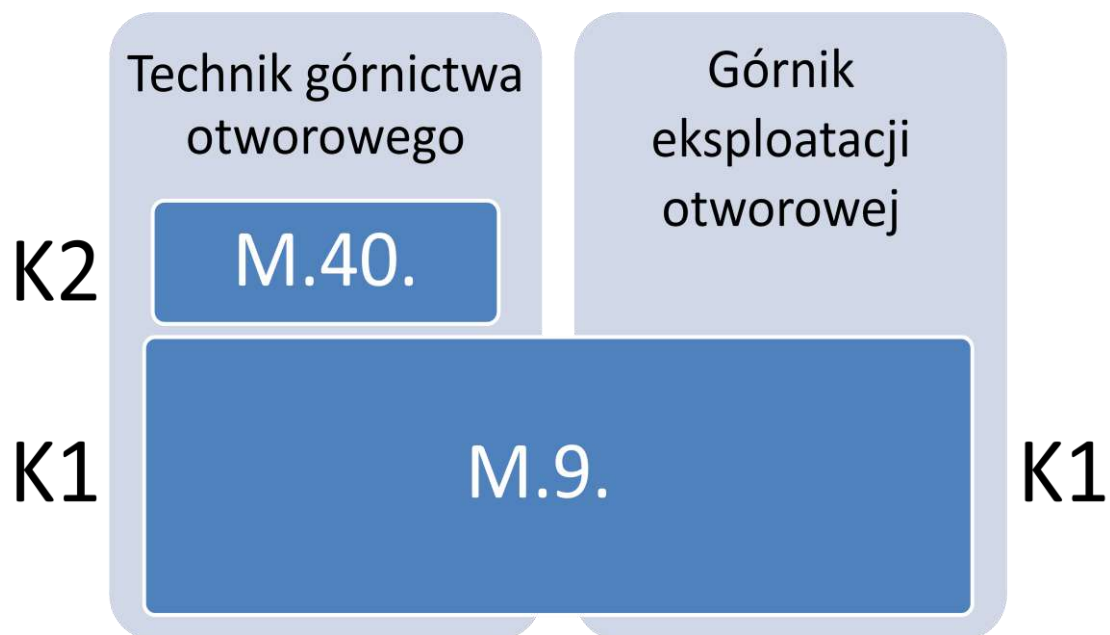 Technik górnictwa
otworowego
Górnik
eksploatacji
otworowej
K2
M.40.
K1
M.9.
K1